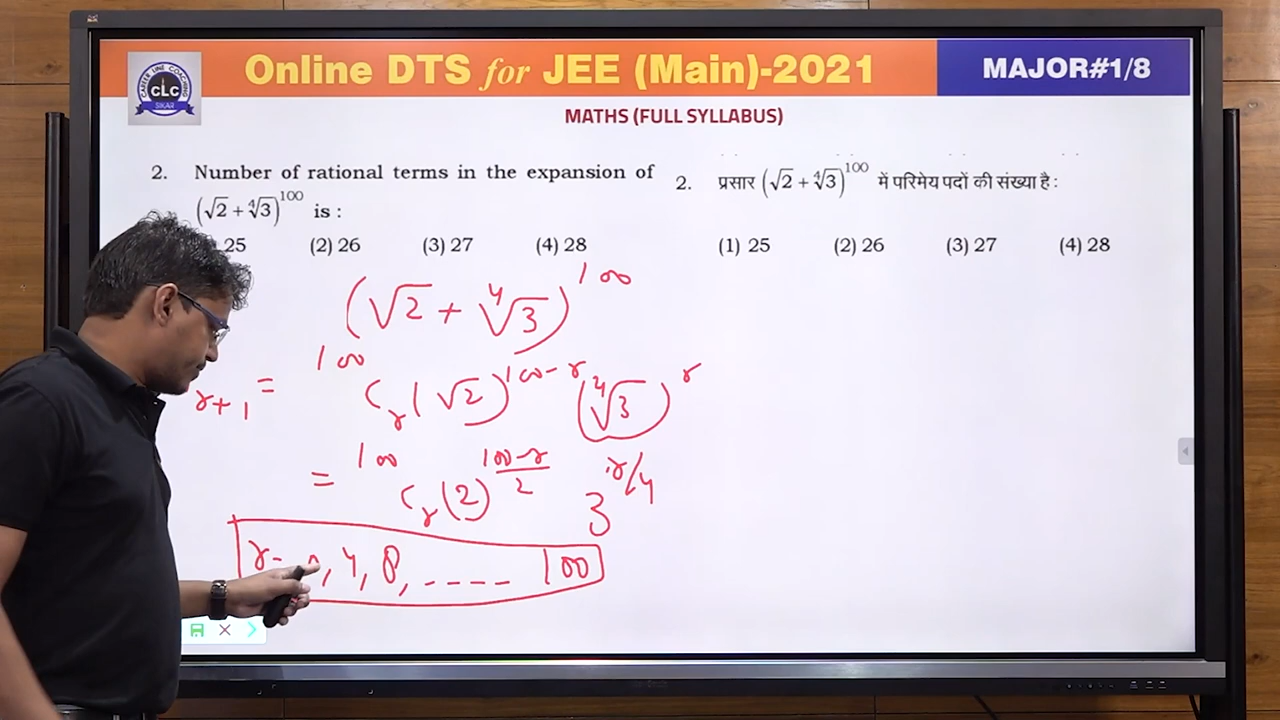 Online DTS for JEE (Main)-2021
MAJOR#1/8
CAREER LINE COACHING
CLC
SIKAR
MATHS (FULL SYLLABUS)
2. Number of rational terms in the expansion of
(√2 + ∜3)¹⁰⁰ is :
25 (2) 26 (3) 27 (4) 28
2. प्रसार (√2 + ∜3)¹⁰⁰ में परिमेय पदों की संख्या है :
(1) 25 (2) 26 (3) 27 (4) 28
(√2 + ∜3)¹⁰⁰
r+1 = ¹⁰⁰Cᵣ (√2)¹⁰⁰⁻ʳ (∜3)ʳ
= ¹⁰⁰Cᵣ (2)^(100-r)/2 3^r/4
r = , 4, 8, ---- 100